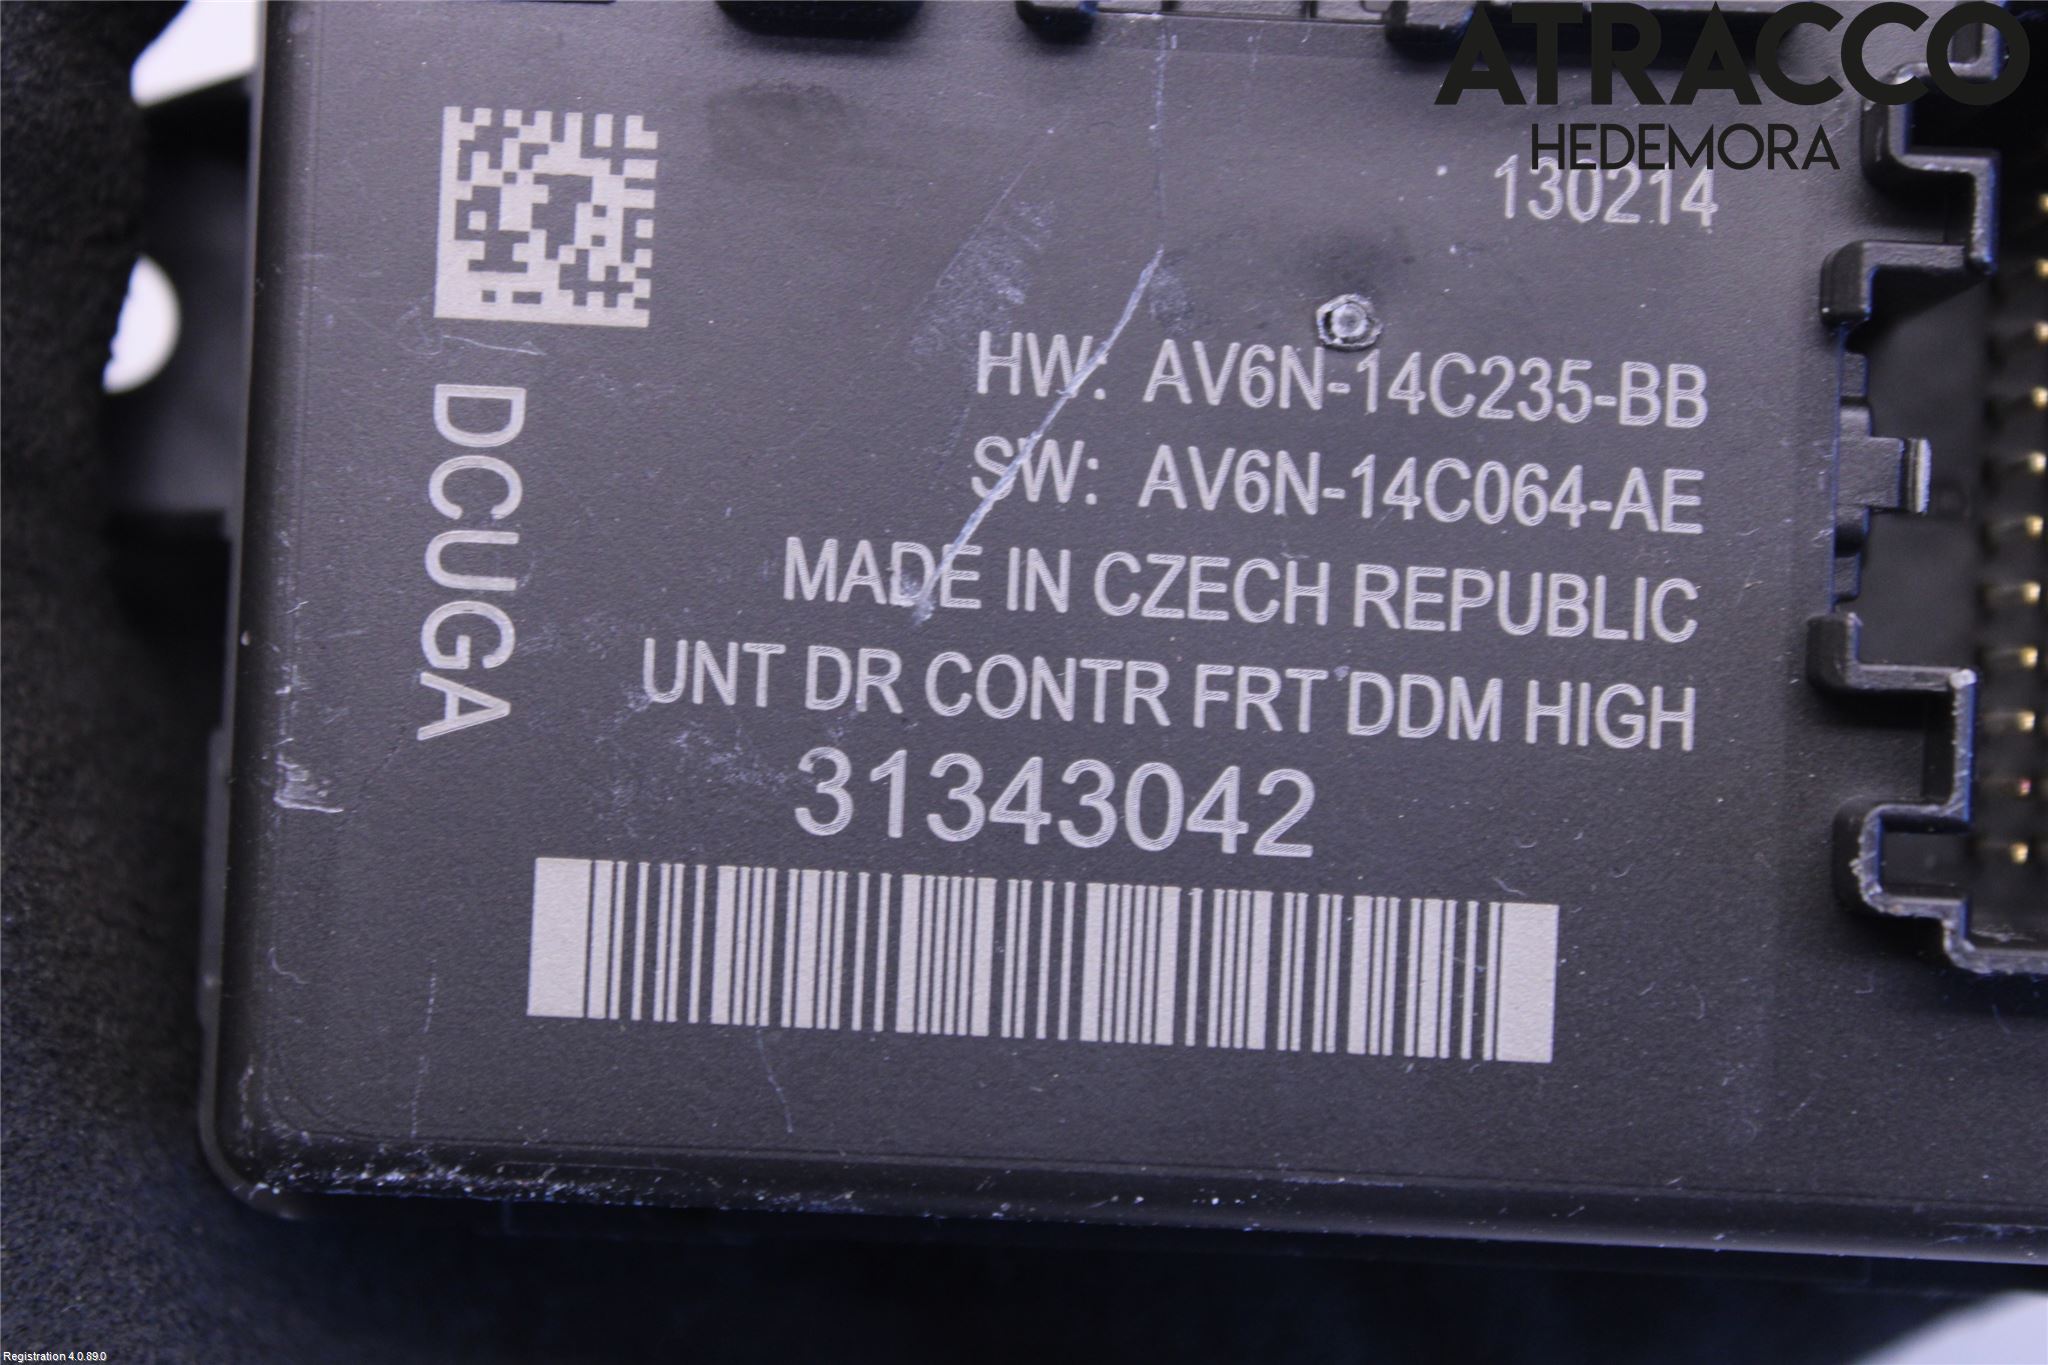 ATRACCO
HEDEMORA
130214
HW: AV6N-14C235-BB
SW: AV6N-14C064-AE
MADE IN CZECH REPUBLIC
UNT DR CONTR FRT DDM HIGH
31343042
DCUGA
Registration 4.0.89.0